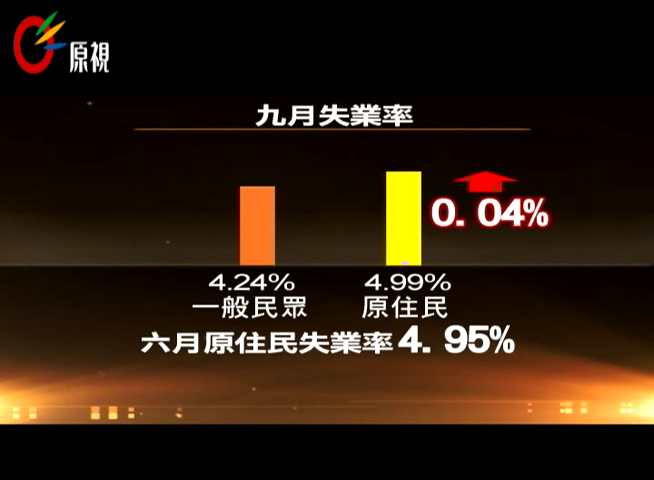 原視
九月失業率
0.04%
4.24% 4.99%
一般民眾 原住民
六月原住民失業率4.95%